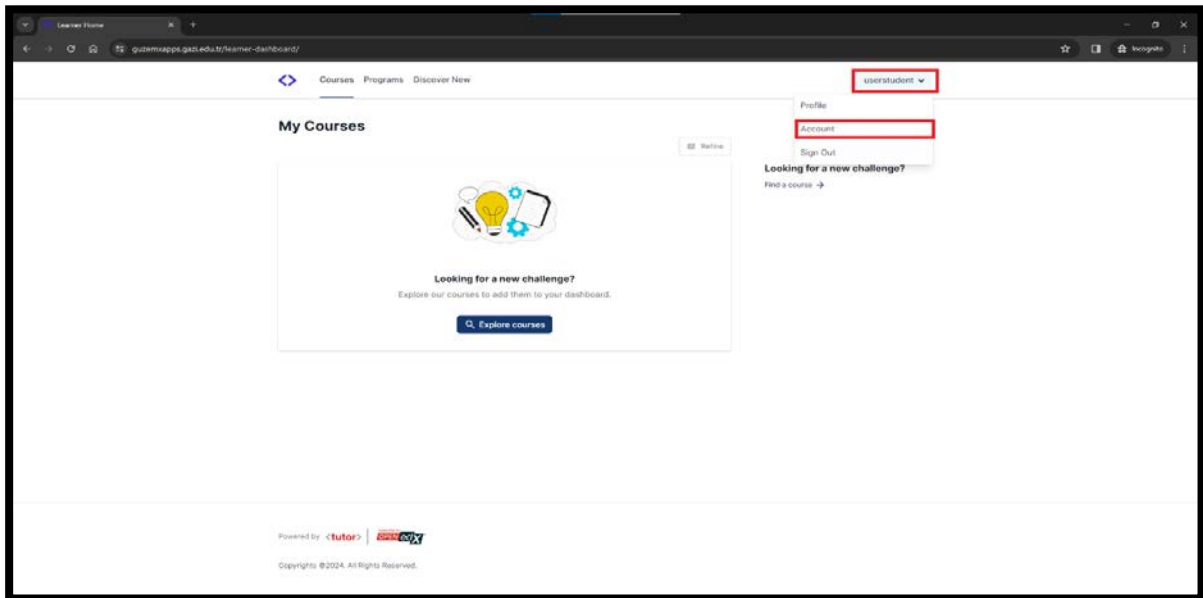 Learner Home
guzemxapps.gazi.edu.tr/learner-dashboard/
Incognito
Courses Programs Discover New
userstudent
Profile
Account
Sign Out
My Courses
Refine
Looking for a new challenge?
Find a course →
Looking for a new challenge?
Explore our courses to add them to your dashboard.
Explore courses
Powered by <tutor> OPEN edX
Copyrights ©2024. All Rights Reserved.